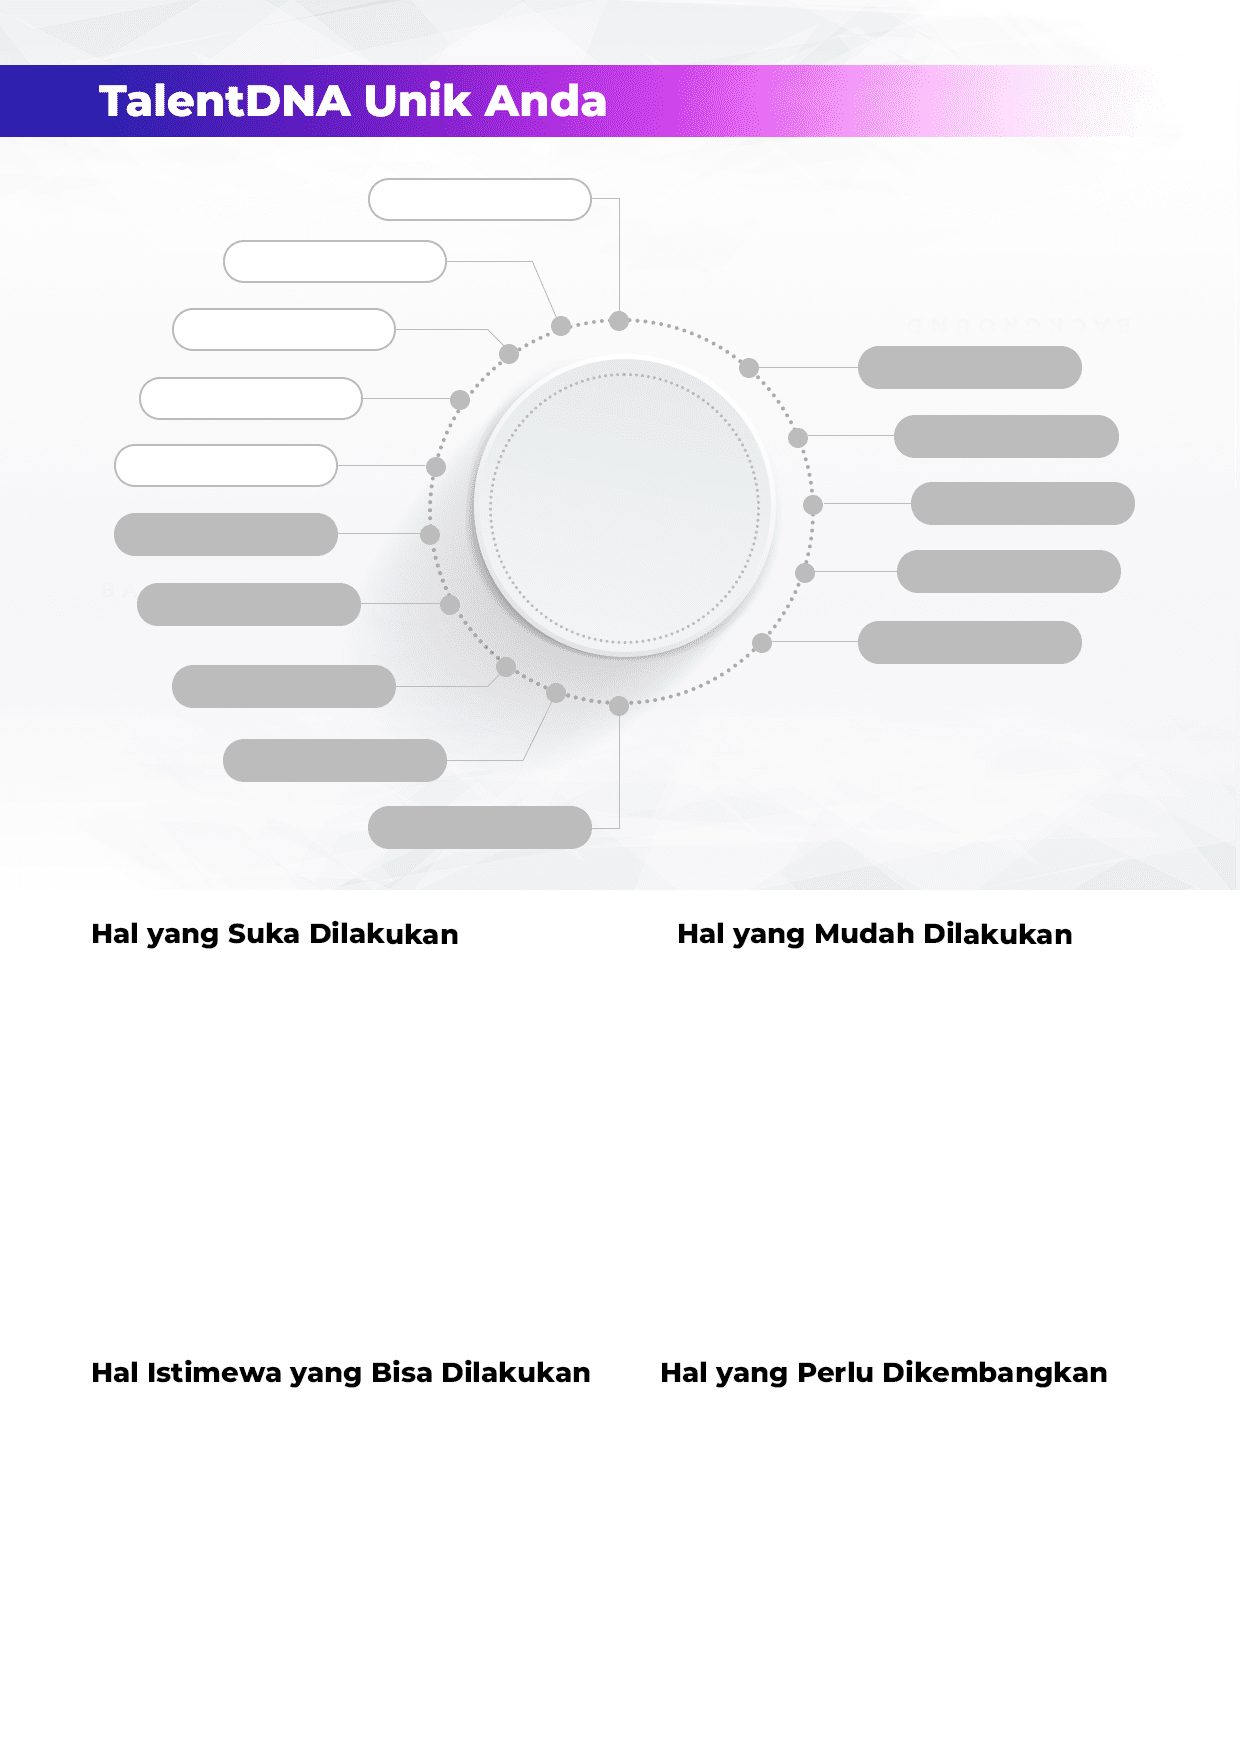 TalentDNA Unik Anda
Hal yang Suka Dilakukan
Hal yang Mudah Dilakukan
Hal Istimewa yang Bisa Dilakukan
Hal yang Perlu Dikembangkan